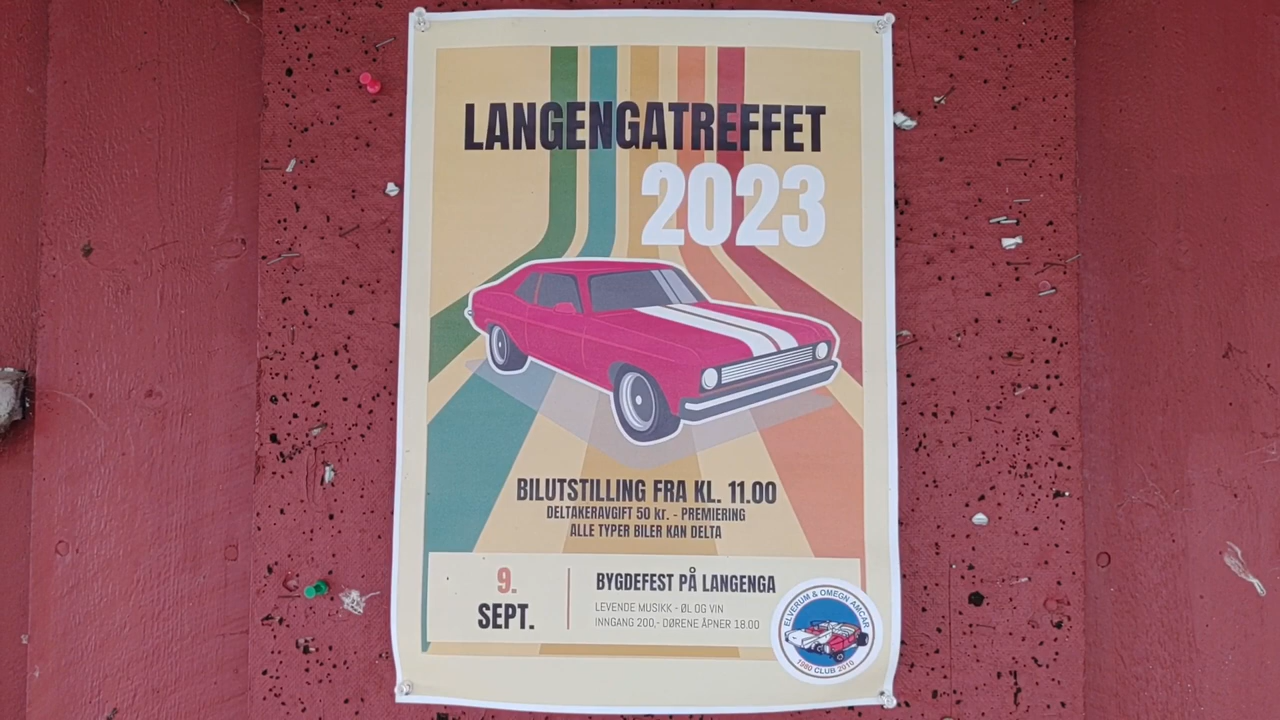 LANGENGATREFFET
2023
BILUTSTILLING FRA KL. 11.00
DELTAKERAVGIFT 50 kr. - PREMIERING
ALLE TYPER BILER KAN DELTA
9.
SEPT.
BYGDEFEST PÅ LANGENGA
LEVENDE MUSIKK - ØL OG VIN
INNGANG 200,- DØRENE ÅPNER 18.00
ELVERUM & OMEGN AMCAR
1980 CLUB 2010